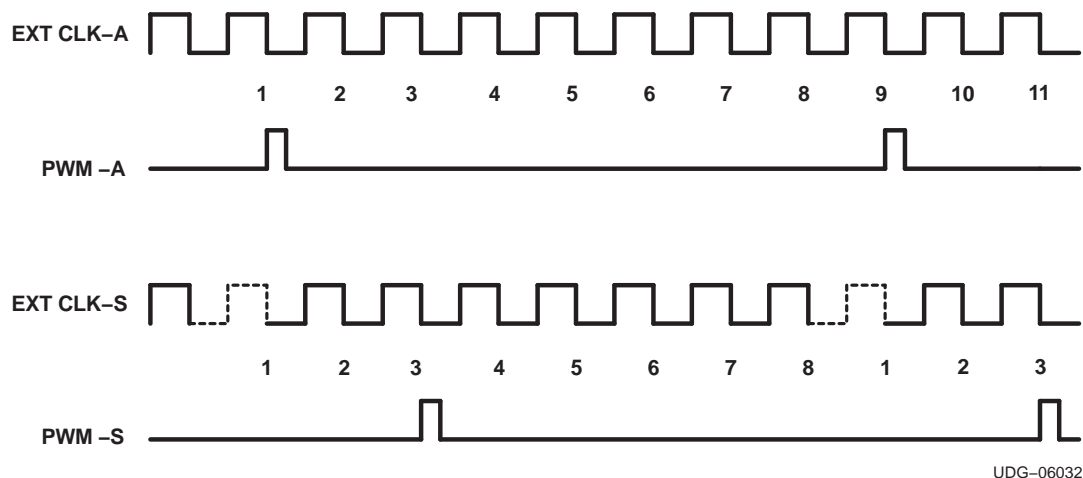 EXT CLK–A
1 2 3 4 5 6 7 8 9 10 11
PWM –A
EXT CLK–S
1 2 3 4 5 6 7 8 1 2 3
PWM –S
UDG–06032